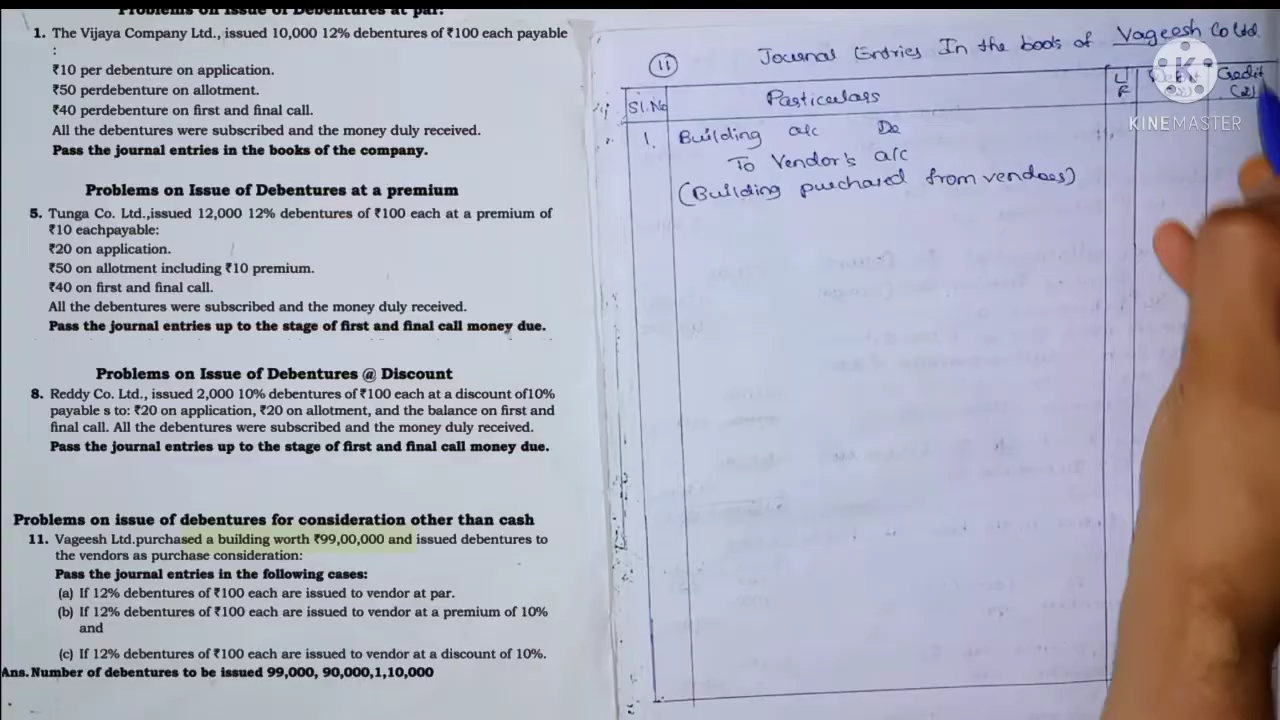 Problems on Issue of Debentures at par:
1. The Vijaya Company Ltd., issued 10,000 12% debentures of ₹100 each payable
:
₹10 per debenture on application.
₹50 perdebenture on allotment.
₹40 perdebenture on first and final call.
All the debentures were subscribed and the money duly received.
Pass the journal entries in the books of the company.
Problems on Issue of Debentures at a premium
5. Tunga Co. Ltd.,issued 12,000 12% debentures of ₹100 each at a premium of
₹10 eachpayable:
₹20 on application.
₹50 on allotment including ₹10 premium.
₹40 on first and final call.
All the debentures were subscribed and the money duly received.
Pass the journal entries up to the stage of first and final call money due.
Problems on Issue of Debentures @ Discount
8. Reddy Co. Ltd., issued 2,000 10% debentures of ₹100 each at a discount of10%
payable s to: ₹20 on application, ₹20 on allotment, and the balance on first and
final call. All the debentures were subscribed and the money duly received.
Pass the journal entries up to the stage of first and final call money due.
Problems on issue of debentures for consideration other than cash
11. Vageesh Ltd.purchased a building worth ₹99,00,000 and issued debentures to
the vendors as purchase consideration:
Pass the journal entries in the following cases:
(a) If 12% debentures of ₹100 each are issued to vendor at par.
(b) If 12% debentures of ₹100 each are issued to vendor at a premium of 10%
and
(c) If 12% debentures of ₹100 each are issued to vendor at a discount of 10%.
Ans.Number of debentures to be issued 99,000, 90,000,1,10,000
11 Journal Entries In the books of Vageesh Co Ltd
Sl.No Particulars L F Credit (₹)
1. Building a/c Dr
To Vendor's a/c
(Building purchased from vendors)
K
KINEMASTER